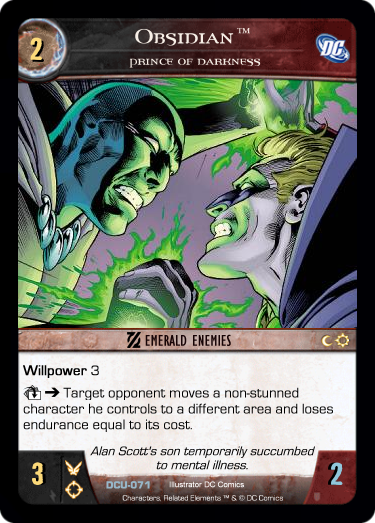 2
OBSIDIAN™
PRINCE OF DARKNESS
DC
EMERALD ENEMIES
Willpower 3
➔ Target opponent moves a non-stunned
character he controls to a different area and loses
endurance equal to its cost.
Alan Scott's son temporarily succumbed
to mental illness.
3
DCU-071 Illustrator DC Comics
2
Characters, Related Elements ™ & © DC Comics